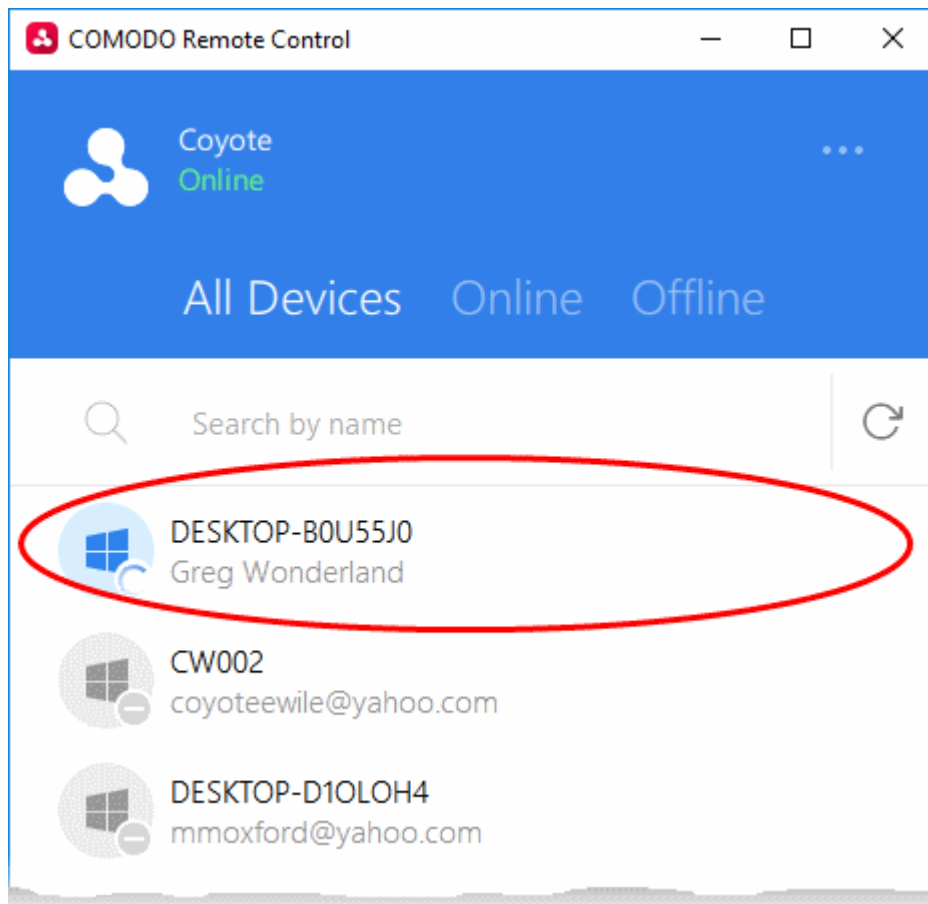 COMODO Remote Control
Coyote
Online
All Devices Online Offline
Search by name
DESKTOP-B0U55J0
Greg Wonderland
CW002
coyoteewile@yahoo.com
DESKTOP-D1OLOH4
mmoxford@yahoo.com